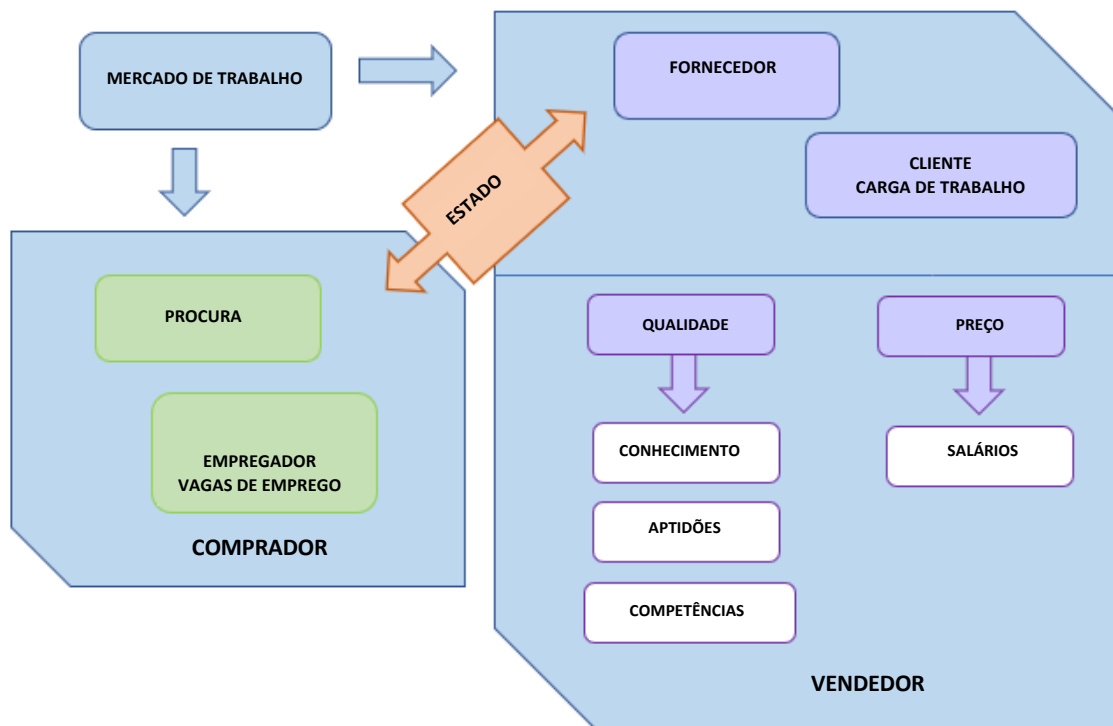 MERCADO DE TRABALHO
FORNECEDOR
CLIENTE
CARGA DE TRABALHO
ESTADO
PROCURA
EMPREGADOR
VAGAS DE EMPREGO
COMPRADOR
QUALIDADE
PREÇO
CONHECIMENTO
SALÁRIOS
APTIDÕES
COMPETÊNCIAS
VENDEDOR